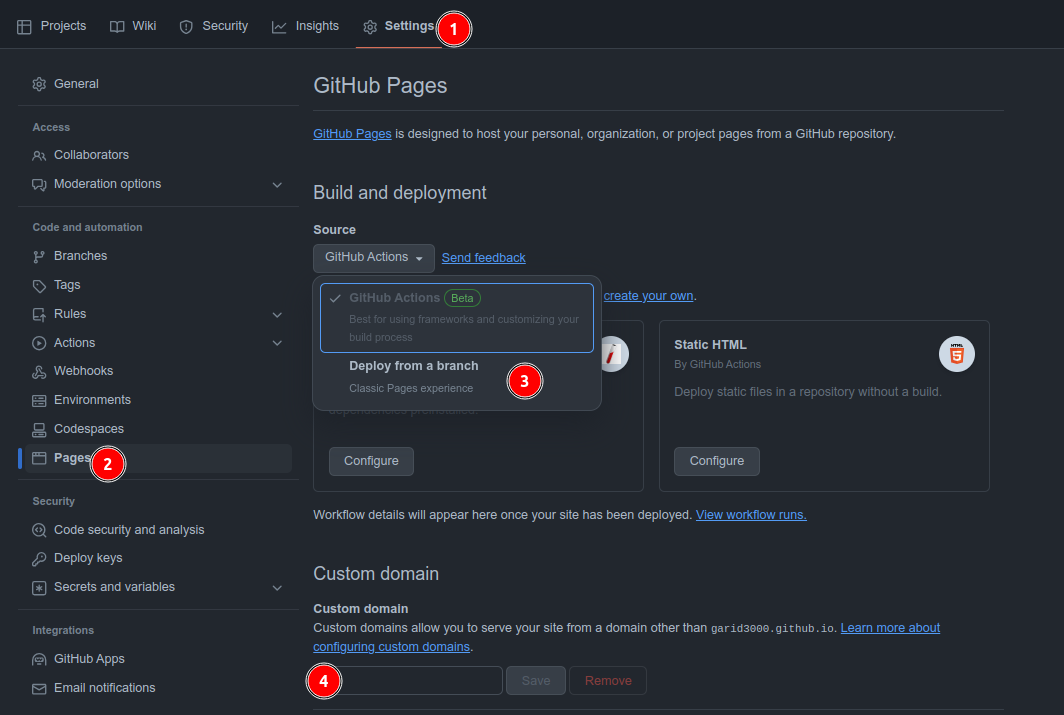 Projects
Wiki
Security
Insights
Settings
1
General
Access
Collaborators
Moderation options
Code and automation
Branches
Tags
Rules
Actions
Webhooks
Environments
Codespaces
Pages
2
Security
Code security and analysis
Deploy keys
Secrets and variables
Integrations
GitHub Apps
Email notifications
GitHub Pages
GitHub Pages is designed to host your personal, organization, or project pages from a GitHub repository.
Build and deployment
Source
GitHub Actions
Send feedback
GitHub Actions Beta
Best for using frameworks and customizing your
build process
Deploy from a branch
Classic Pages experience
3
create your own.
dependencies preinstalled.
Configure
Static HTML
By GitHub Actions
HTML
5
Deploy static files in a repository without a build.
Configure
Workflow details will appear here once your site has been deployed. View workflow runs.
Custom domain
Custom domain
Custom domains allow you to serve your site from a domain other than garid3000.github.io. Learn more about
configuring custom domains.
4
Save
Remove